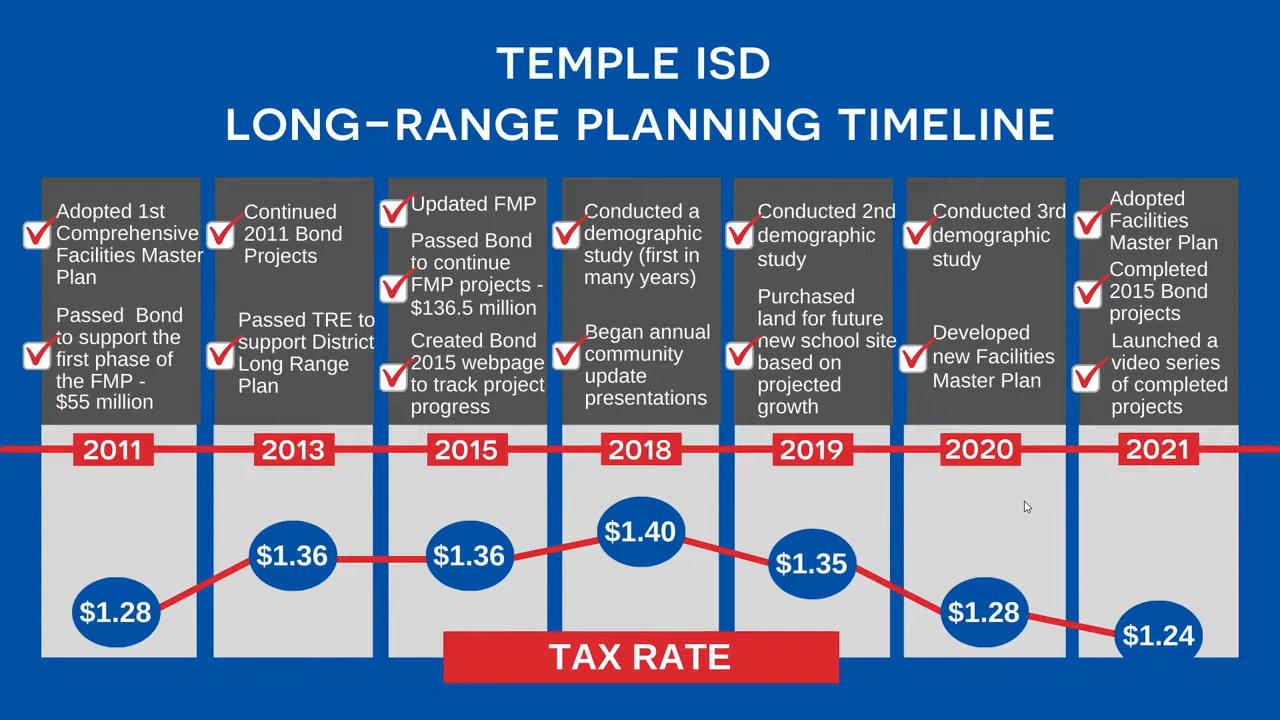 TEMPLE ISD
LONG-RANGE PLANNING TIMELINE
Adopted 1st
Comprehensive
Facilities Master
Plan
Passed Bond
to support the
first phase of
the FMP -
$55 million
Continued
2011 Bond
Projects
Passed TRE to
support District
Long Range
Plan
Updated FMP
Passed Bond
to continue
FMP projects -
$136.5 million
Created Bond
2015 webpage
to track project
progress
Conducted a
demographic
study (first in
many years)
Began annual
community
update
presentations
Conducted 2nd
demographic
study
Purchased
land for future
new school site
based on
projected
growth
Conducted 3rd
demographic
study
Developed
new Facilities
Master Plan
Adopted
Facilities
Master Plan
Completed
2015 Bond
projects
Launched a
video series
of completed
projects
2011
2013
2015
2018
2019
2020
2021
$1.28
$1.36
$1.36
$1.40
$1.35
$1.28
$1.24
TAX RATE